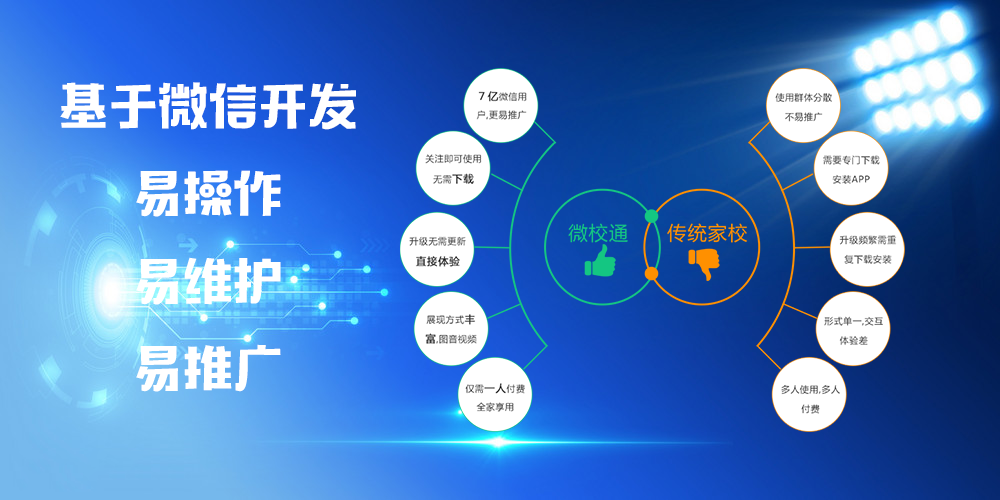 基于微信开发
易操作
易维护
易推广
7 亿微信用
户,更易推广
关注即可使用
无需下载
升级无需更新
直接体验
展现方式丰
富,图音视频
仅需一人付费
全家享用
微校通
传统家校
使用群体分散
不易推广
需要专门下载
安装APP
升级频繁需重
复下载安装
形式单一,交互
体验差
多人使用,多人
付费